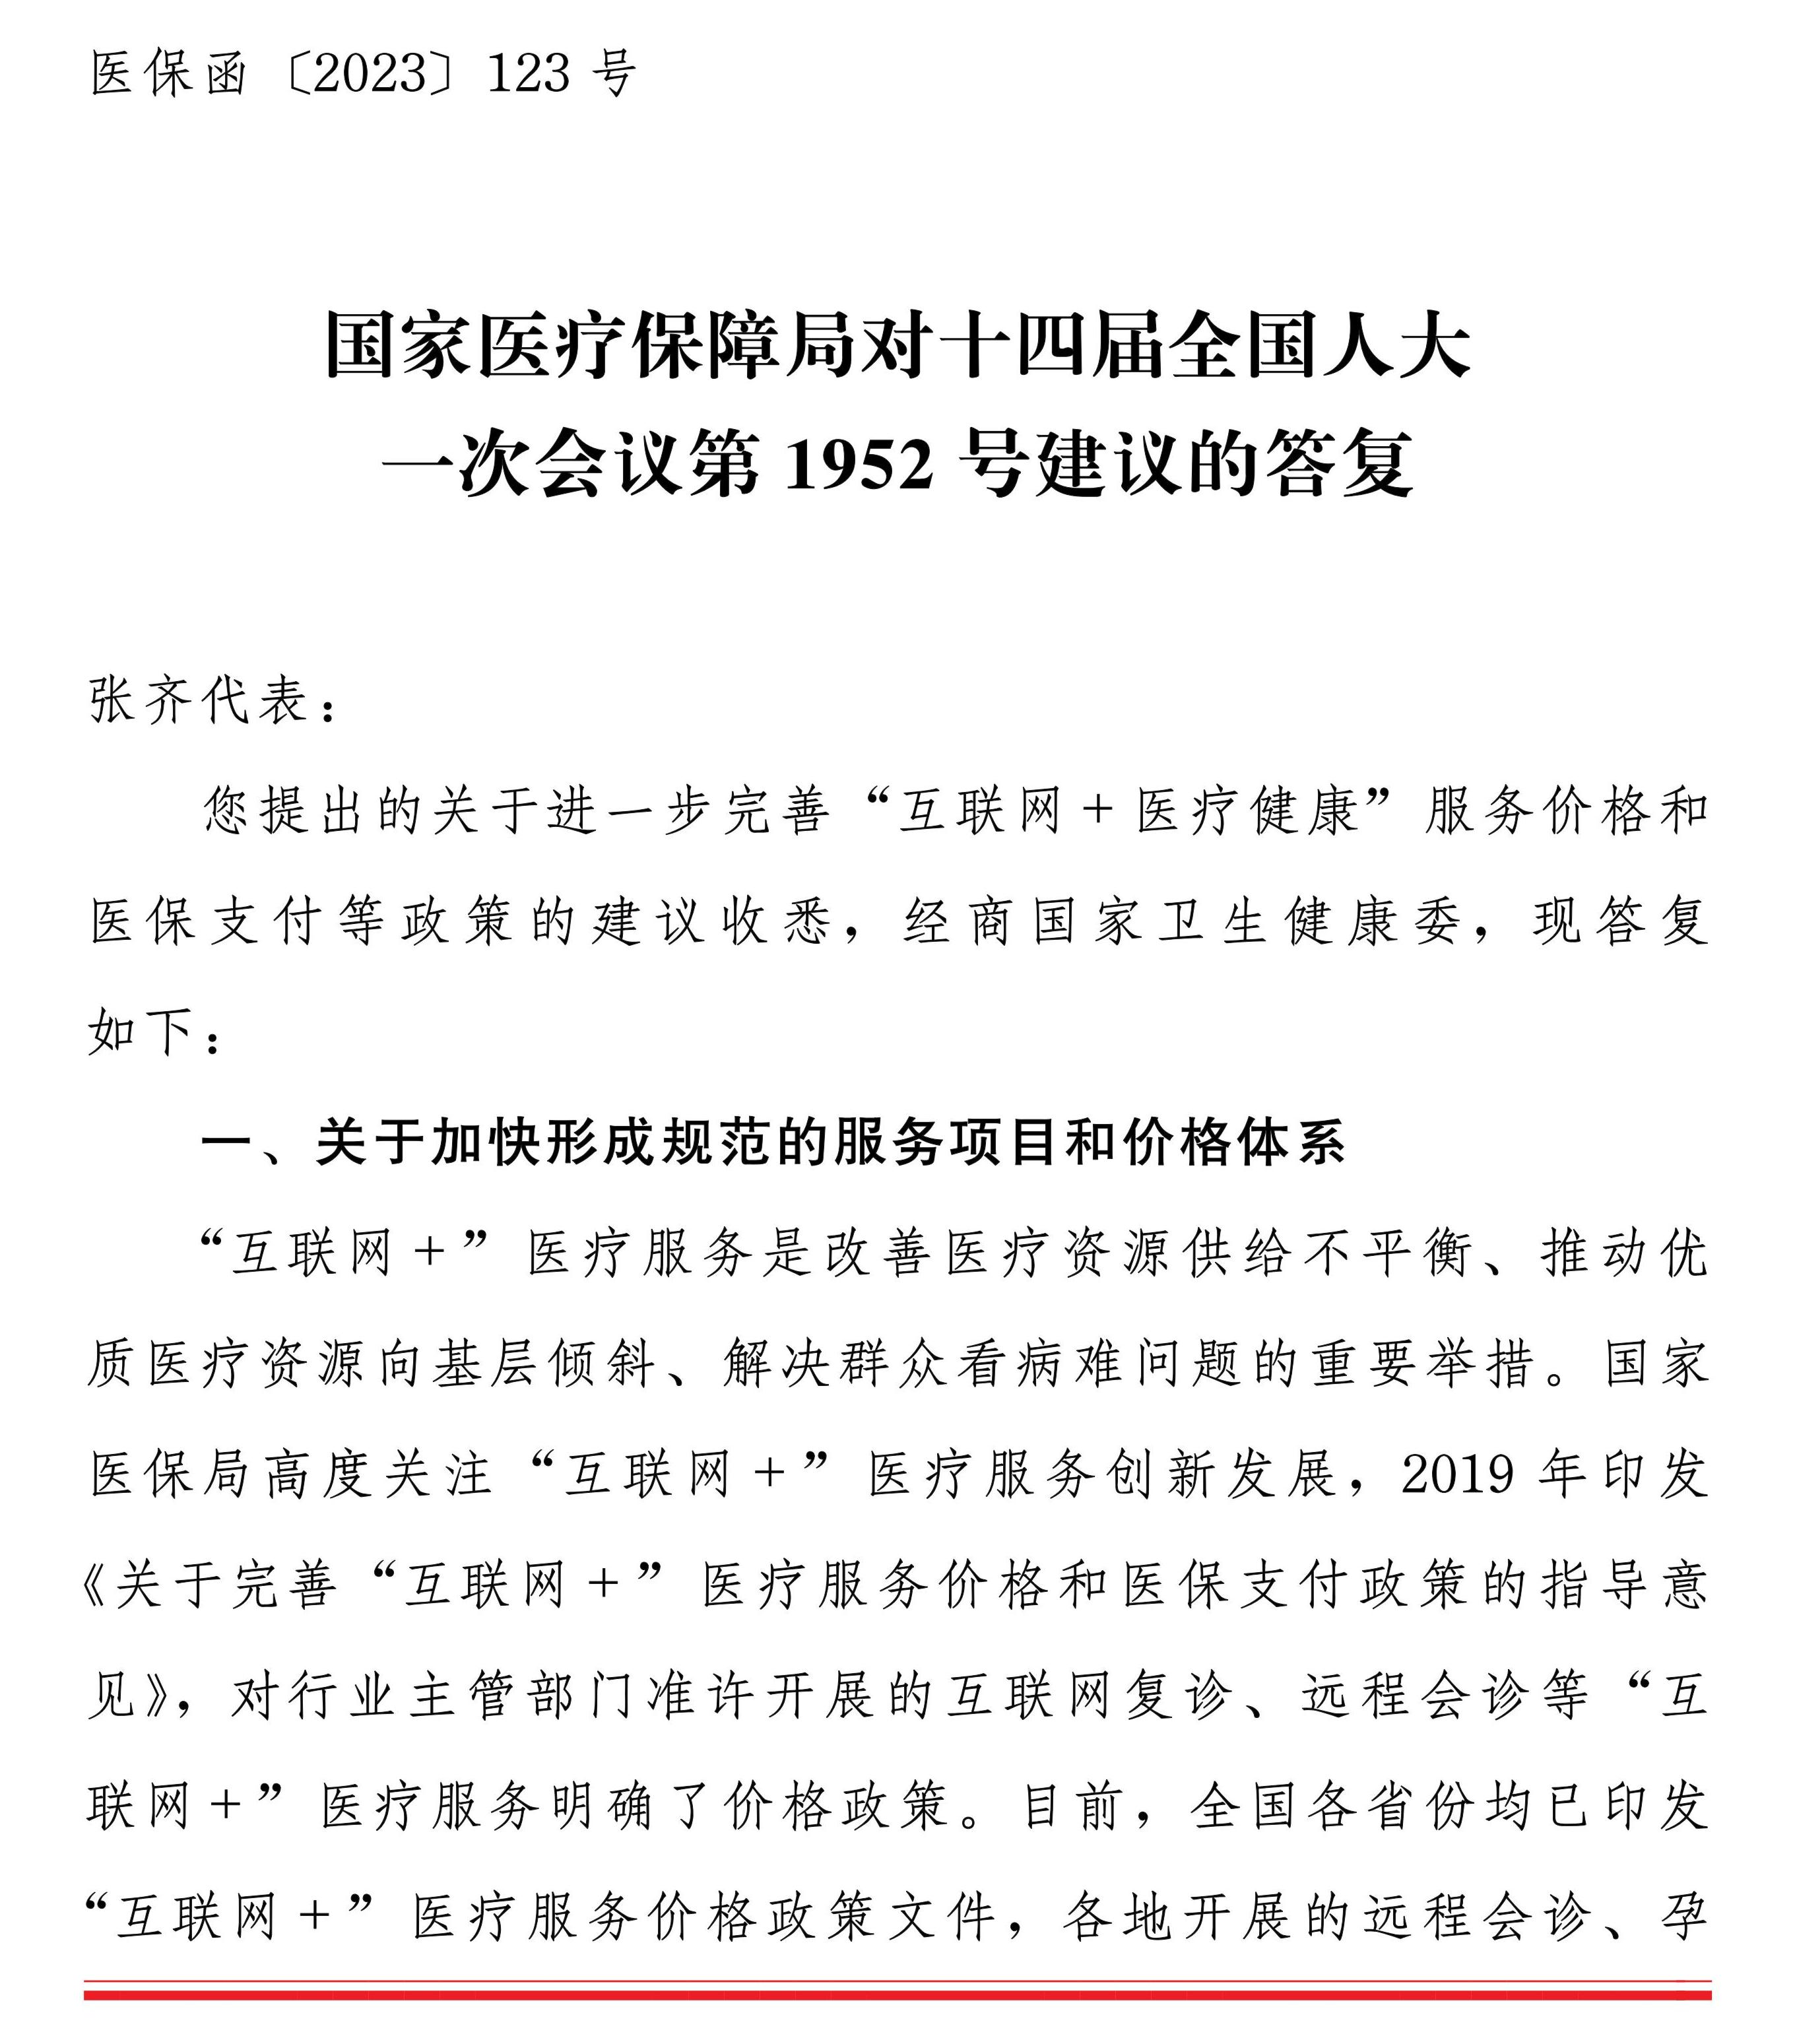 医保函〔2023〕123 号
国家医疗保障局对十四届全国人大
一次会议第 1952 号建议的答复
张齐代表：
您提出的关于进一步完善“互联网+医疗健康”服务价格和
医保支付等政策的建议收悉，经商国家卫生健康委，现答复
如下：
一、关于加快形成规范的服务项目和价格体系
“互联网+”医疗服务是改善医疗资源供给不平衡、推动优
质医疗资源向基层倾斜、解决群众看病难问题的重要举措。国家
医保局高度关注“互联网+”医疗服务创新发展，2019 年印发
《关于完善“互联网+”医疗服务价格和医保支付政策的指导意
见》，对行业主管部门准许开展的互联网复诊、远程会诊等“互
联网+”医疗服务明确了价格政策。目前，全国各省份均已印发
“互联网+”医疗服务价格政策文件，各地开展的远程会诊、孕